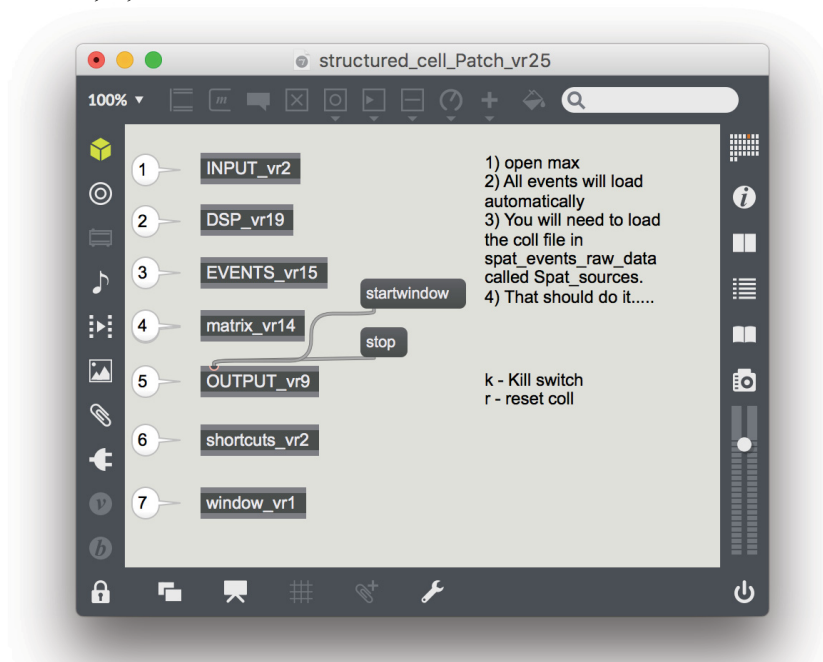 structured_cell_Patch_vr25
100%
1 INPUT_vr2
2 DSP_vr19
3 EVENTS_vr15
startwindow
4 matrix_vr14
stop
5 OUTPUT_vr9
6 shortcuts_vr2
7 window_vr1
1) open max
2) All events will load
automatically
3) You will need to load
the coll file in
spat_events_raw_data
called Spat_sources.
4) That should do it.....
k - Kill switch
r - reset coll